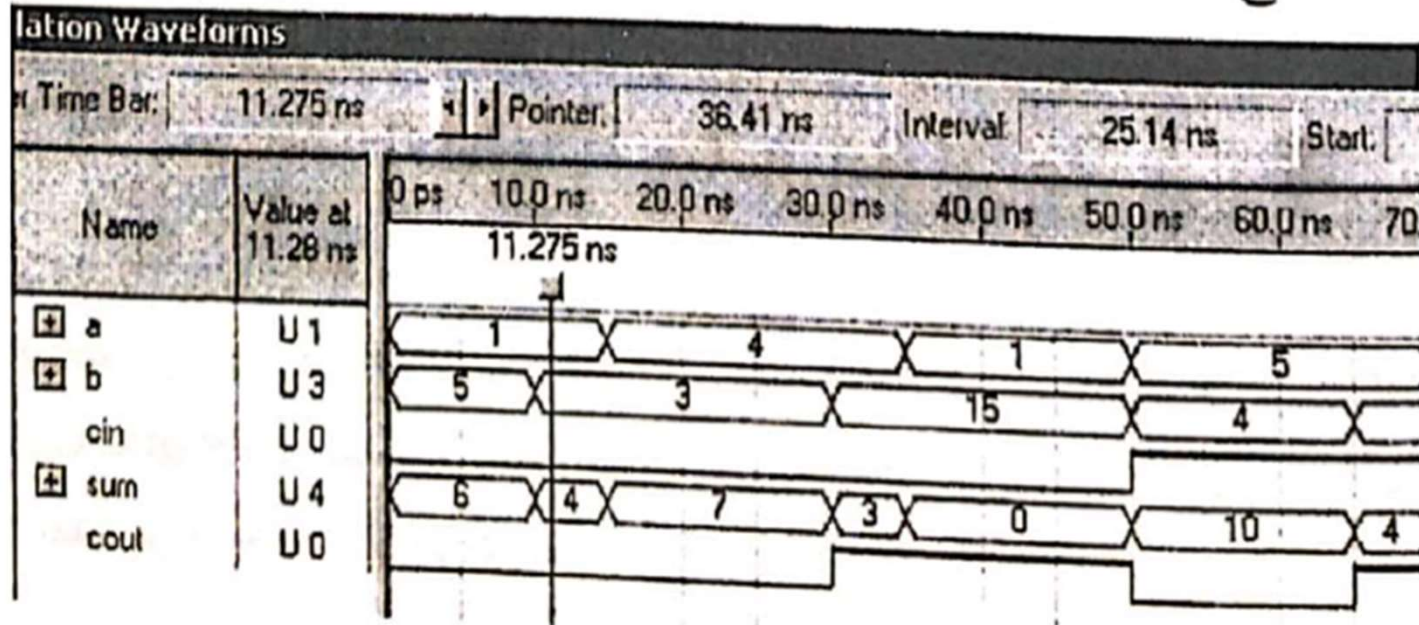 lation Waveforms
r Time Bar: 11.275 ns Pointer: 36.41 ns Interval: 25.14 ns Start:
Name Value at 11.28 ns
0 ps 10.0 ns 20.0 ns 30.0 ns 40.0 ns 50.0 ns 60.0 ns 70.
11.275 ns
a U 1 1 4 1 5
b U 3 5 3 15 4
cin U 0
sum U 4 6 4 7 3 0 10 4
cout U 0